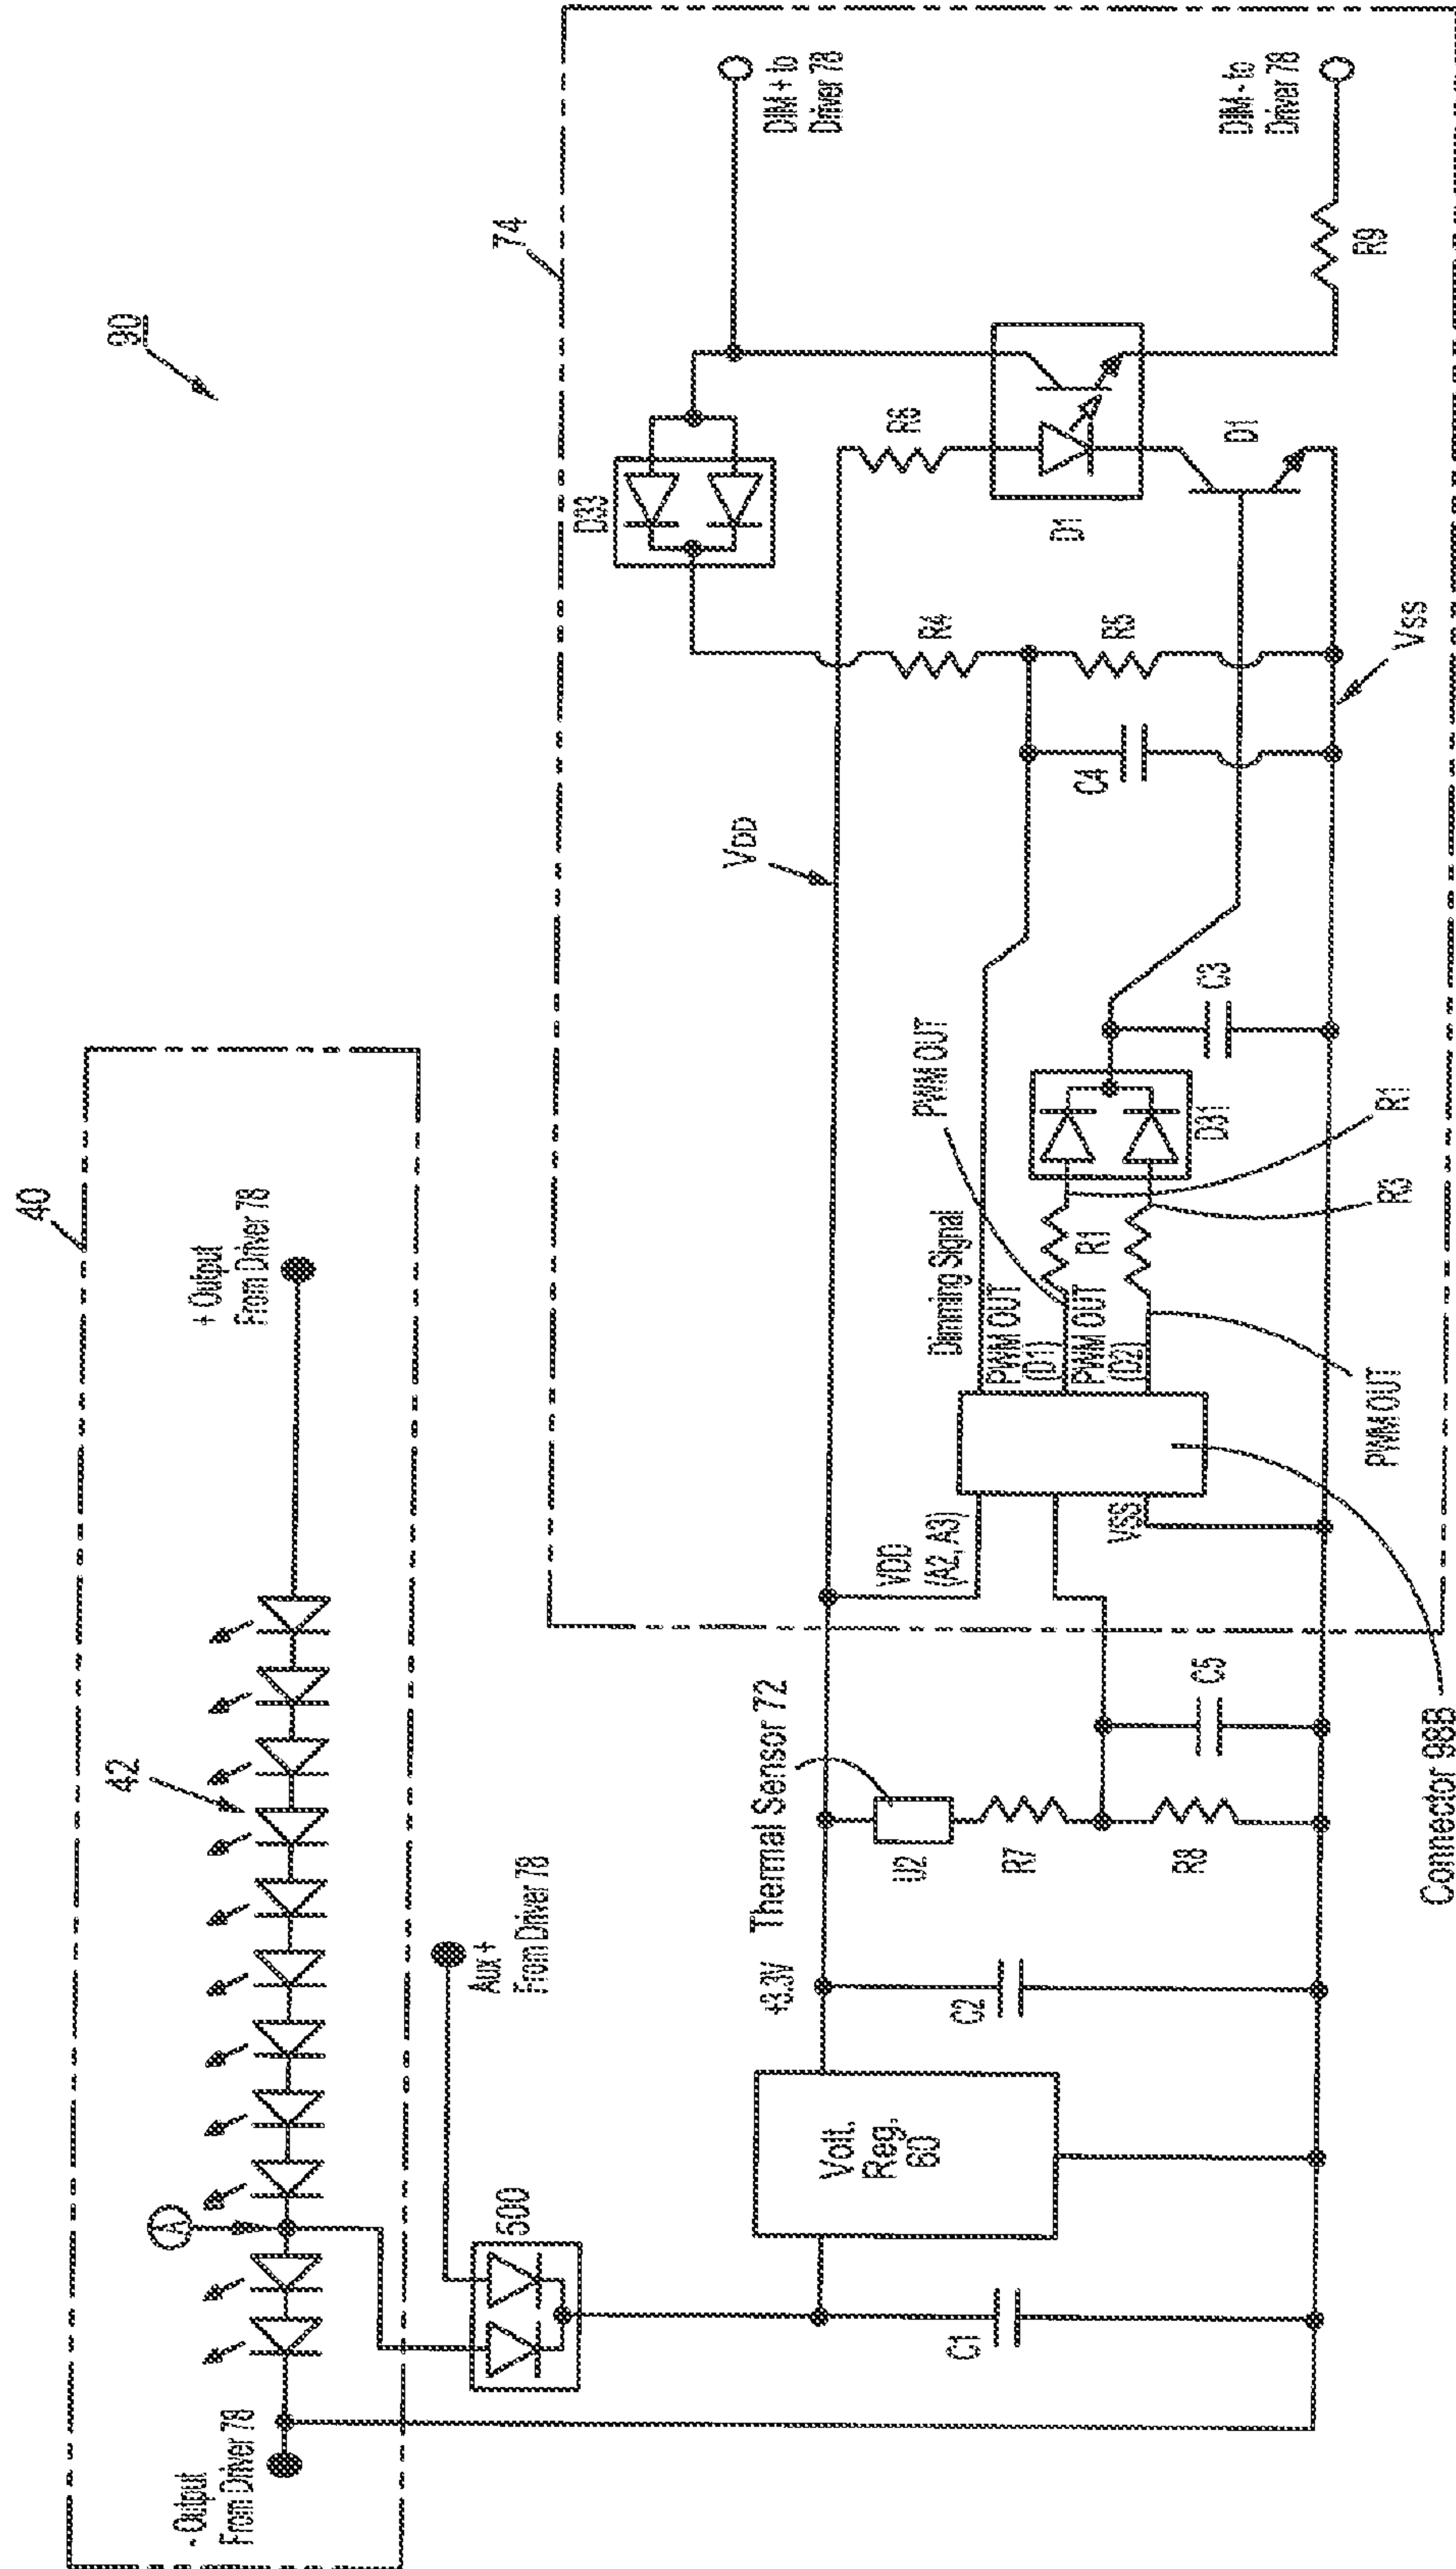 90
40
+ Output
From Driver 78
42
A
- Output
From Driver 78
Aux +
From Driver 78
500
74
D33
DIM + to
Driver 78
DIM - to
Driver 78
VDD
R6
R4
R5
D1
D1
R9
C4
VSS
PWM OUT
C3
D31
R1
R3
Dimming Signal
PWM OUT
(D1)
R1
PWM OUT
(D2)
PWM OUT
VDD
(A2, A3)
VSS
Connector 98B
+3.3V
Thermal Sensor 72
U2
R7
R8
C5
C2
Volt.
Reg.
60
C1